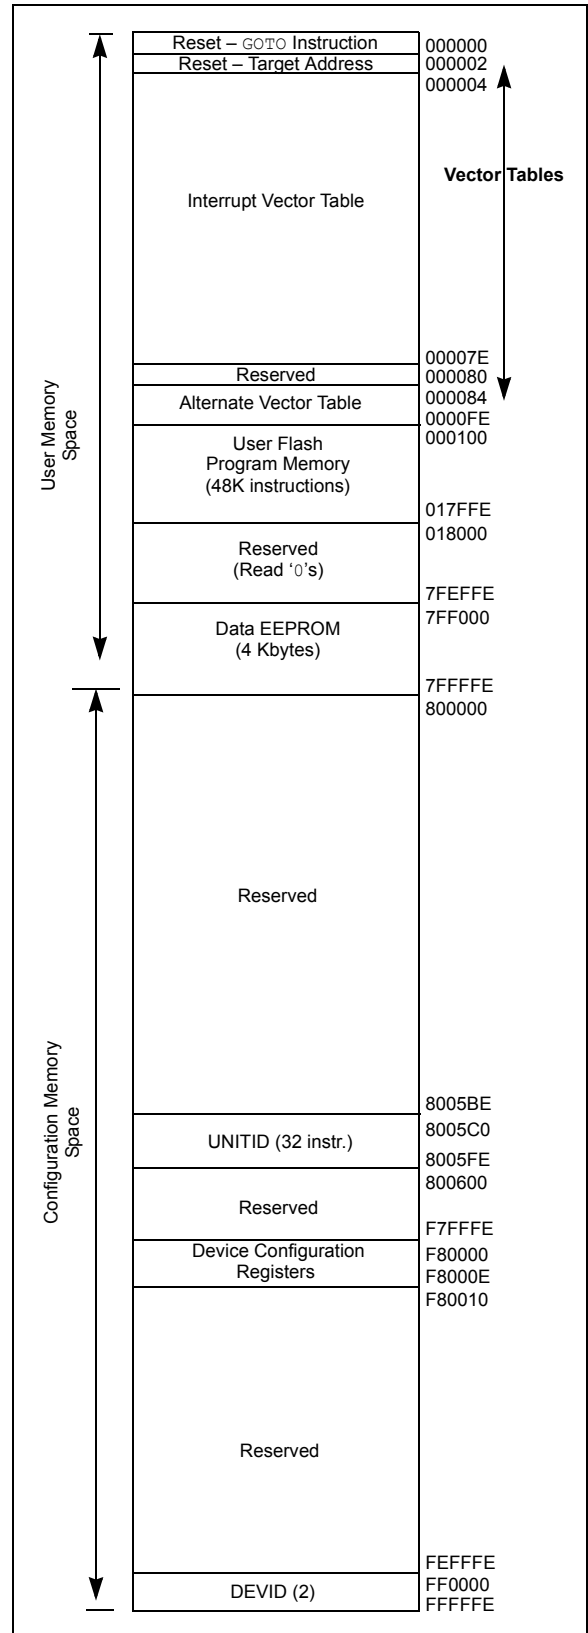 Reset – GOTO Instruction
000000
Reset – Target Address
000002
000004
Vector Tables
Interrupt Vector Table
00007E
Reserved
000080
Alternate Vector Table
000084
0000FE
User Memory
Space
User Flash
Program Memory
(48K instructions)
000100
017FFE
018000
Reserved
(Read ‘0’s)
7FEFFE
7FF000
Data EEPROM
(4 Kbytes)
7FFFFE
800000
Reserved
Configuration Memory
Space
8005BE
8005C0
UNITID (32 instr.)
8005FE
800600
Reserved
F7FFFE
Device Configuration
Registers
F80000
F8000E
F80010
Reserved
FEFFFE
FF0000
DEVID (2)
FFFFFE